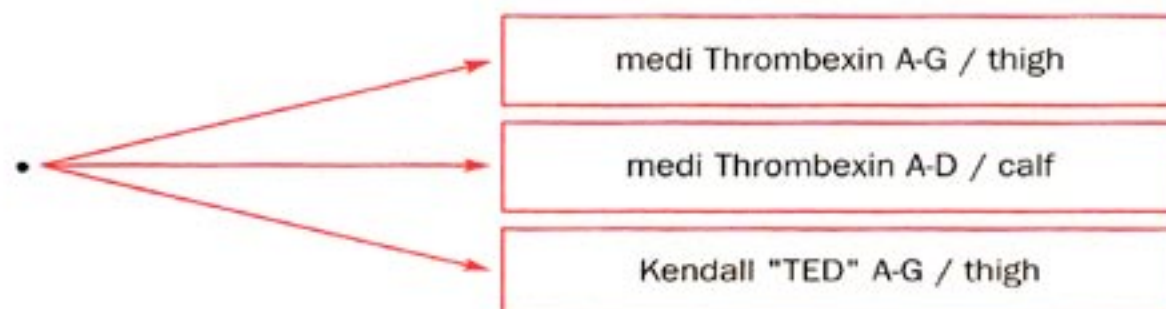 medi Thrombexin A-G / thigh
medi Thrombexin A-D / calf
Kendall "TED" A-G / thigh